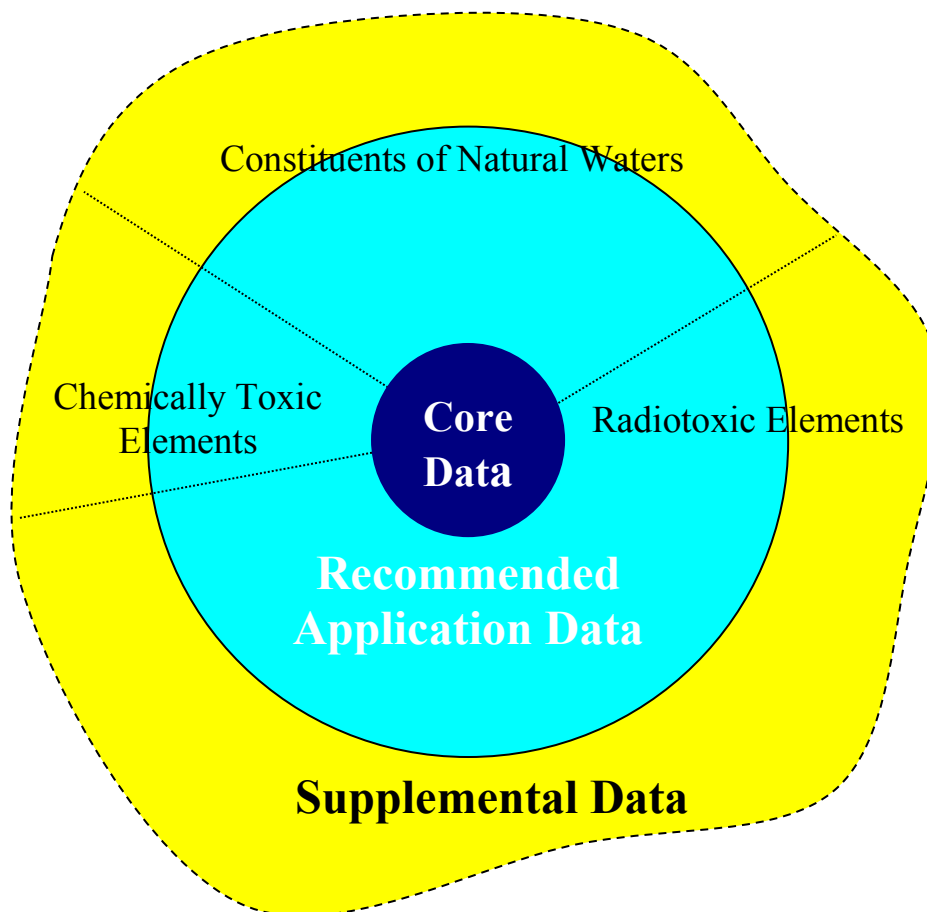 Constituents of Natural Waters
Chemically Toxic
Elements
Core
Data
Radiotoxic Elements
Recommended
Application Data
Supplemental Data